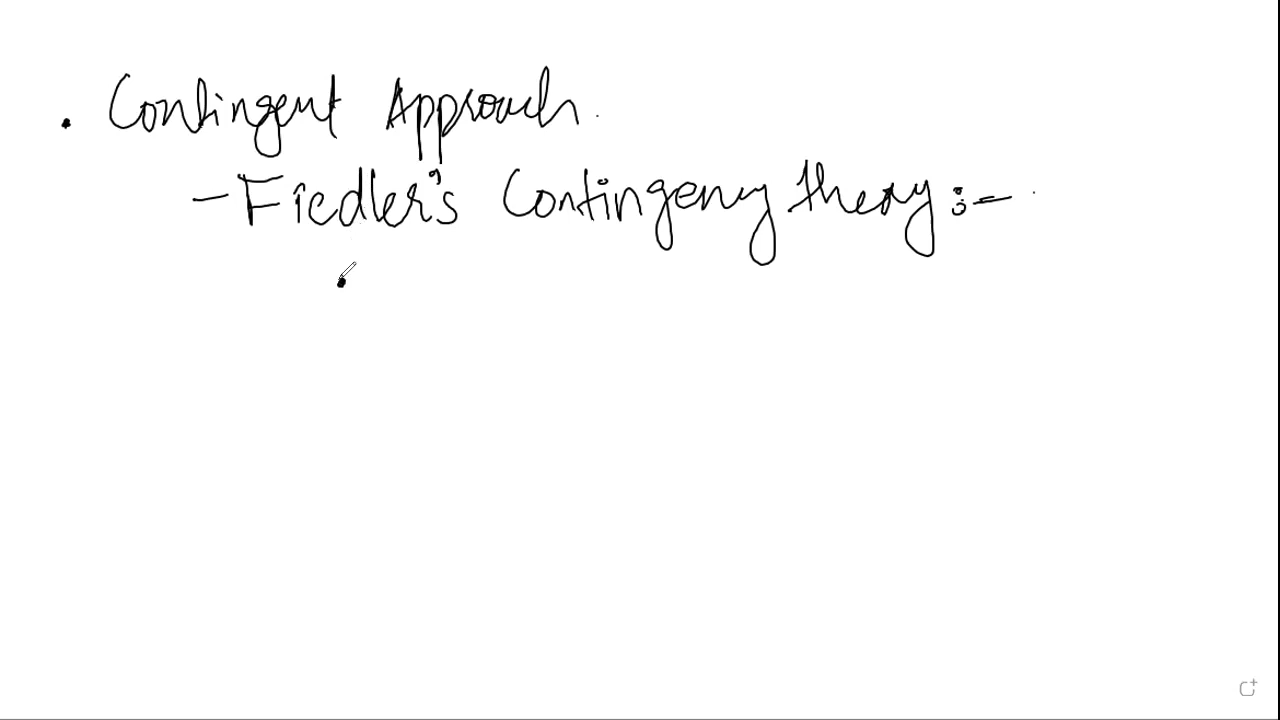 . Contingent Approach.
- Fiedler's Contingency theory :-